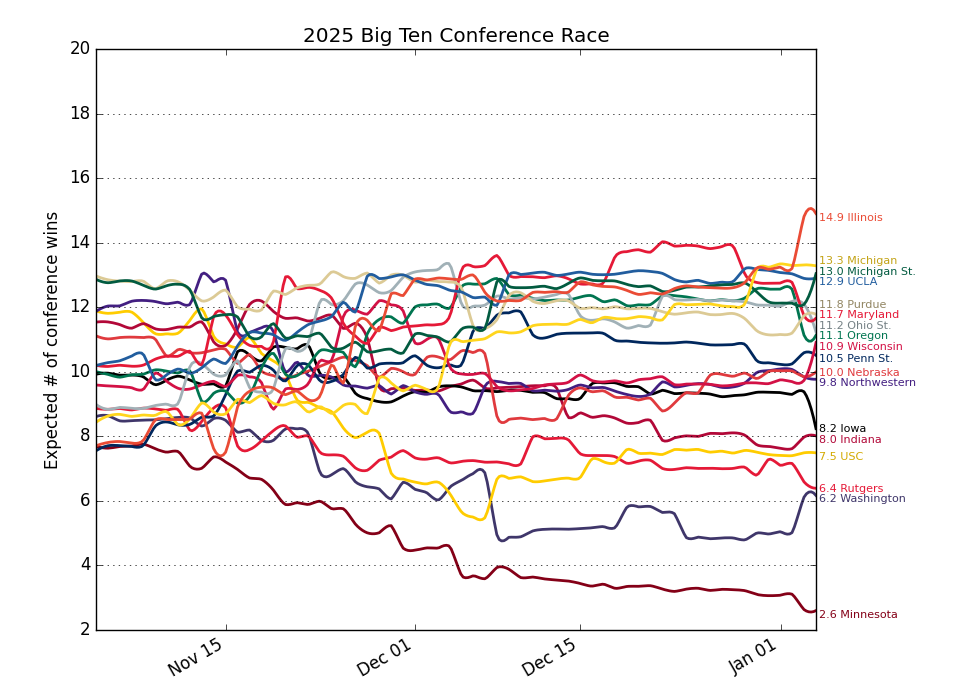 2025 Big Ten Conference Race
Expected # of conference wins
20
18
16
14
12
10
8
6
4
2
Nov 15
Dec 01
Dec 15
Jan 01
14.9 Illinois
13.3 Michigan
13.0 Michigan St.
12.9 UCLA
11.8 Purdue
11.7 Maryland
11.2 Ohio St.
11.1 Oregon
10.9 Wisconsin
10.5 Penn St.
10.0 Nebraska
9.8 Northwestern
8.2 Iowa
8.0 Indiana
7.5 USC
6.4 Rutgers
6.2 Washington
2.6 Minnesota